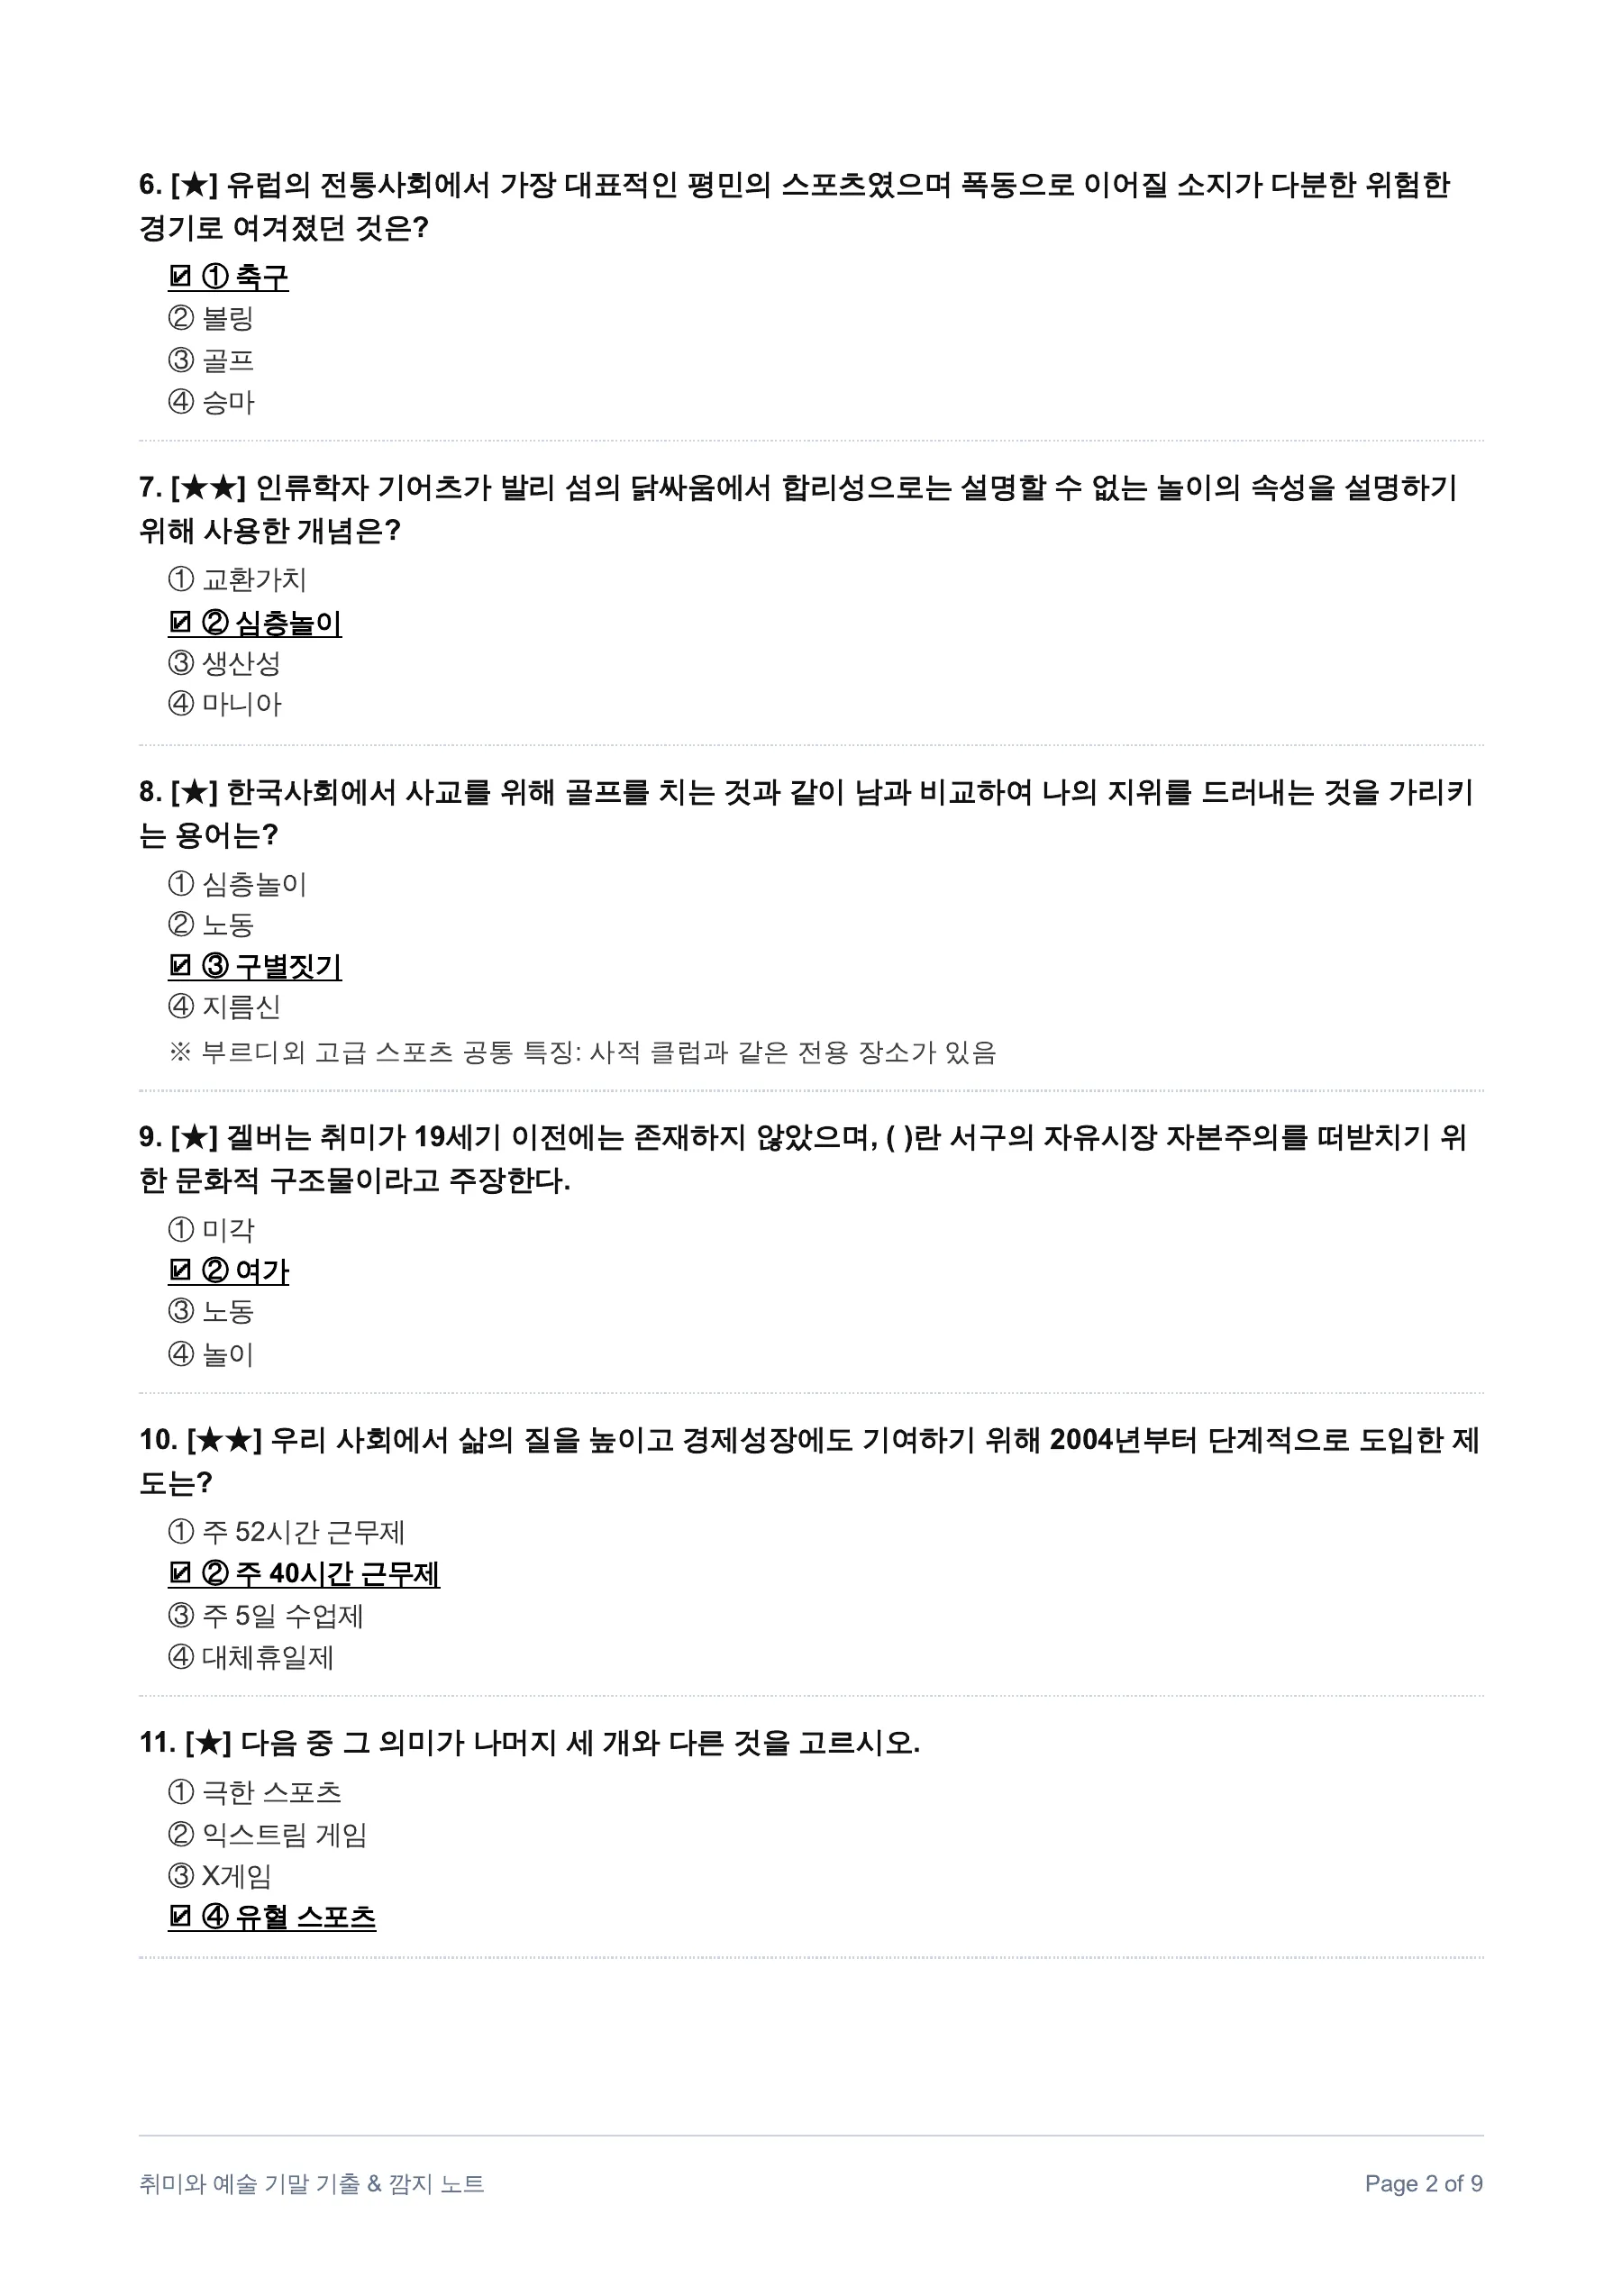 6. [★] 유럽의 전통사회에서 가장 대표적인 평민의 스포츠였으며 폭동으로 이어질 소지가 다분한 위험한
경기로 여겨졌던 것은?
☑ ① 축구
② 볼링
③ 골프
④ 승마
7. [★★] 인류학자 기어츠가 발리 섬의 닭싸움에서 합리성으로는 설명할 수 없는 놀이의 속성을 설명하기
위해 사용한 개념은?
① 교환가치
☑ ② 심층놀이
③ 생산성
④ 마니아
8. [★] 한국사회에서 사교를 위해 골프를 치는 것과 같이 남과 비교하여 나의 지위를 드러내는 것을 가리키
는 용어는?
① 심층놀이
② 노동
☑ ③ 구별짓기
④ 지름신
※ 부르디외 고급 스포츠 공통 특징: 사적 클럽과 같은 전용 장소가 있음
9. [★] 겔버는 취미가 19세기 이전에는 존재하지 않았으며, ( )란 서구의 자유시장 자본주의를 떠받치기 위
한 문화적 구조물이라고 주장한다.
① 미각
☑ ② 여가
③ 노동
④ 놀이
10. [★★] 우리 사회에서 삶의 질을 높이고 경제성장에도 기여하기 위해 2004년부터 단계적으로 도입한 제
도는?
① 주 52시간 근무제
☑ ② 주 40시간 근무제
③ 주 5일 수업제
④ 대체휴일제
11. [★] 다음 중 그 의미가 나머지 세 개와 다른 것을 고르시오.
① 극한 스포츠
② 익스트림 게임
③ X게임
☑ ④ 유혈 스포츠
취미와 예술 기말 기출 & 깜지 노트
Page 2 of 9